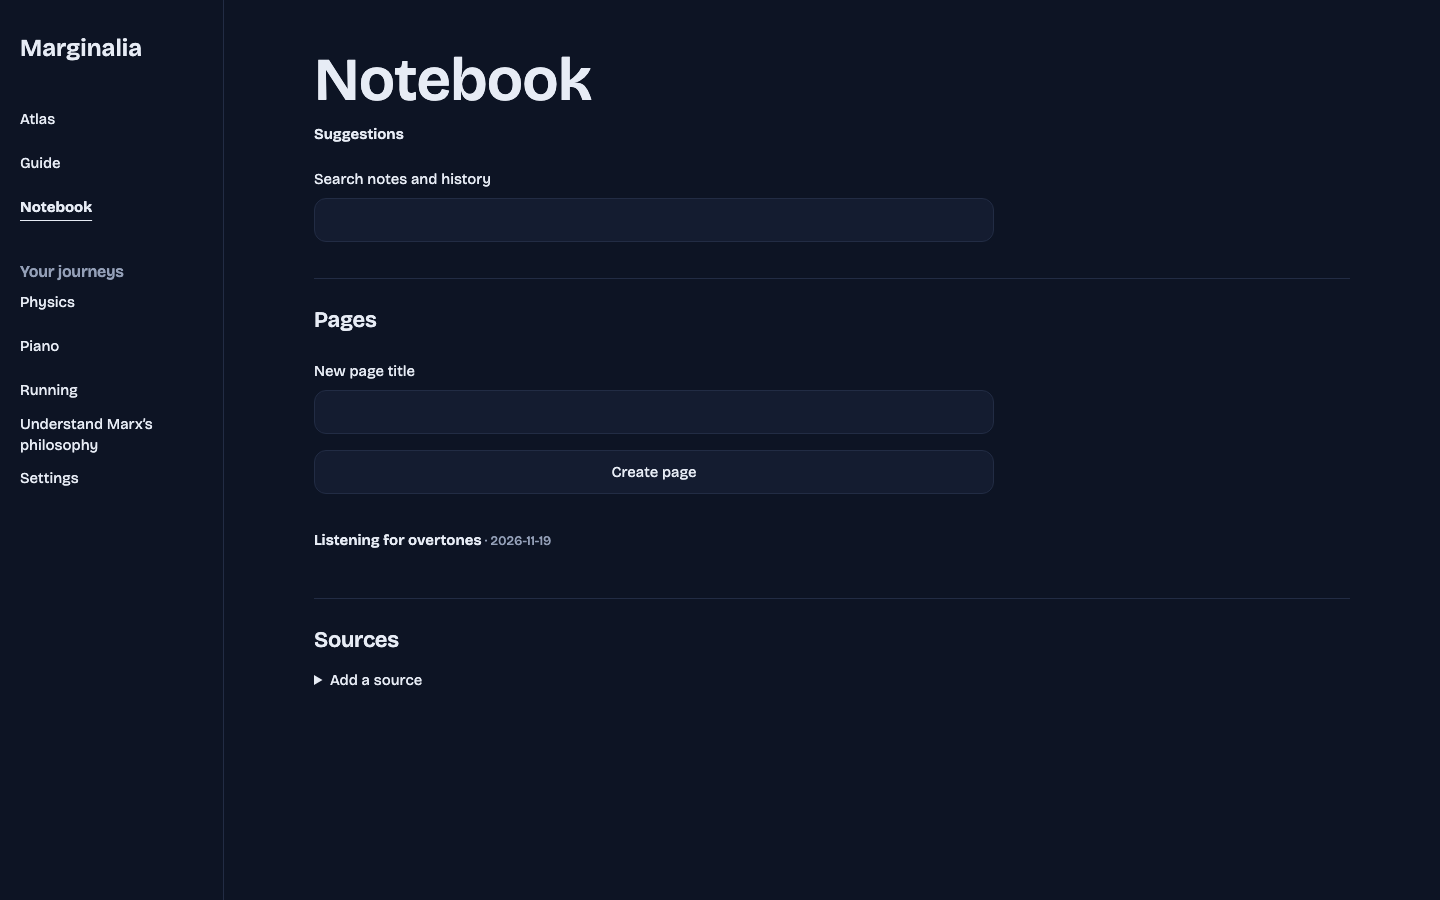 Marginalia
Atlas
Guide
Notebook
Your journeys
Physics
Piano
Running
Understand Marx's
philosophy
Settings
Notebook
Suggestions
Search notes and history
Pages
New page title
Create page
Listening for overtones · 2026-11-19
Sources
Add a source